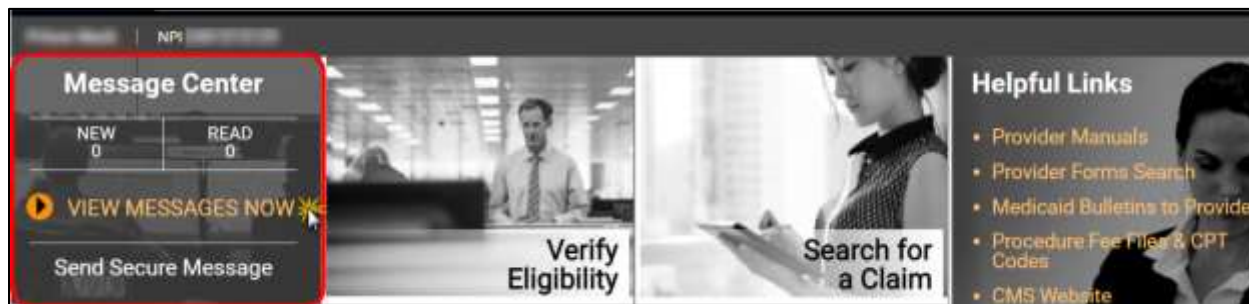 NPI
Message Center
NEW READ
0 0
VIEW MESSAGES NOW
Send Secure Message
Verify
Eligibility
Search for
a Claim
Helpful Links
• Provider Manuals
• Provider Forms Search
• Medicaid Bulletins to Provide
• Procedure Fee Files & CPT
Codes
• CMS Website